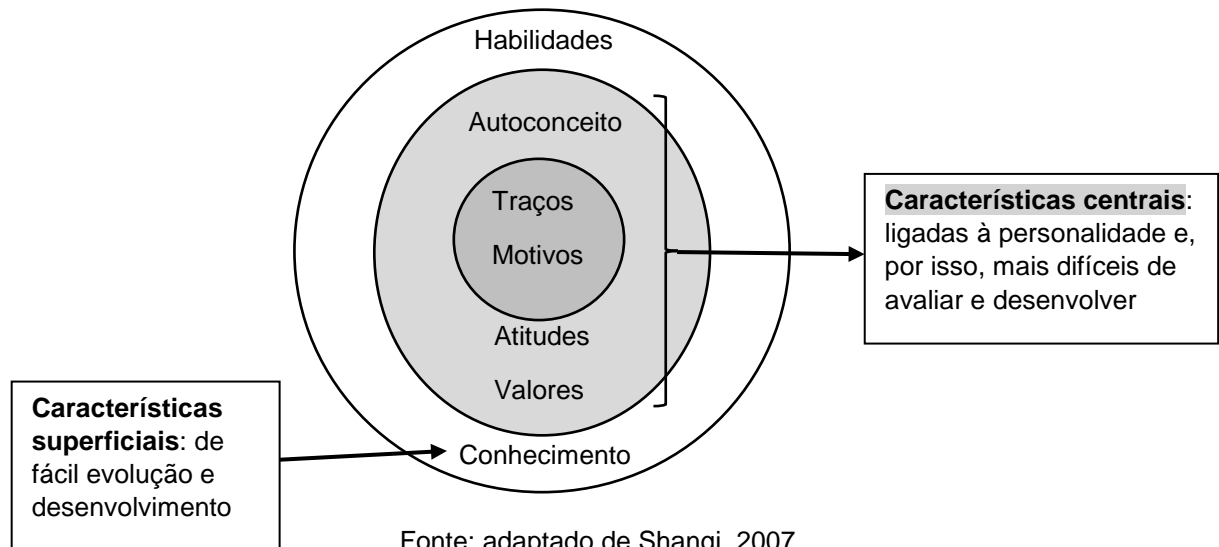 Habilidades
Autoconceito
Traços
Motivos
Atitudes
Valores
Conhecimento
Características centrais:
ligadas à personalidade e,
por isso, mais difíceis de
avaliar e desenvolver
Características
superficiais: de
fácil evolução e
desenvolvimento
Fonte: adaptado de Shangi, 2007